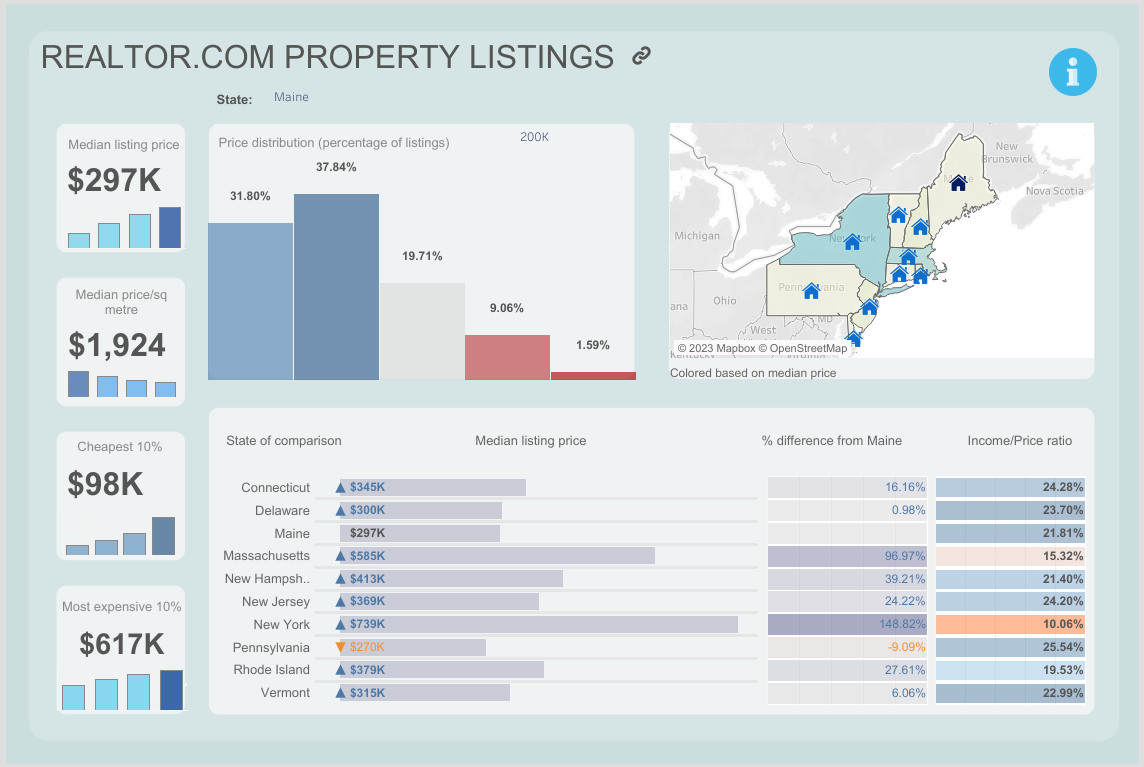 REALTOR.COM PROPERTY LISTINGS
State: Maine
Median listing price
$297K
Median price/sq
metre
$1,924
Cheapest 10%
$98K
Most expensive 10%
$617K
Price distribution (percentage of listings)
200K
31.80%
37.84%
19.71%
9.06%
1.59%
New
Brunswick
Nova Scotia
Michigan
New York
Pennsylvania
Ohio
ana
West
MD
Kentucky
Virginia
© 2023 Mapbox © OpenStreetMap
Colored based on median price
State of comparison Median listing price % difference from Maine Income/Price ratio
Connecticut $345K 16.16% 24.28%
Delaware $300K 0.98% 23.70%
Maine $297K 21.81%
Massachusetts $585K 96.97% 15.32%
New Hampsh.. $413K 39.21% 21.40%
New Jersey $369K 24.22% 24.20%
New York $739K 148.82% 10.06%
Pennsylvania $270K -9.09% 25.54%
Rhode Island $379K 27.61% 19.53%
Vermont $315K 6.06% 22.99%